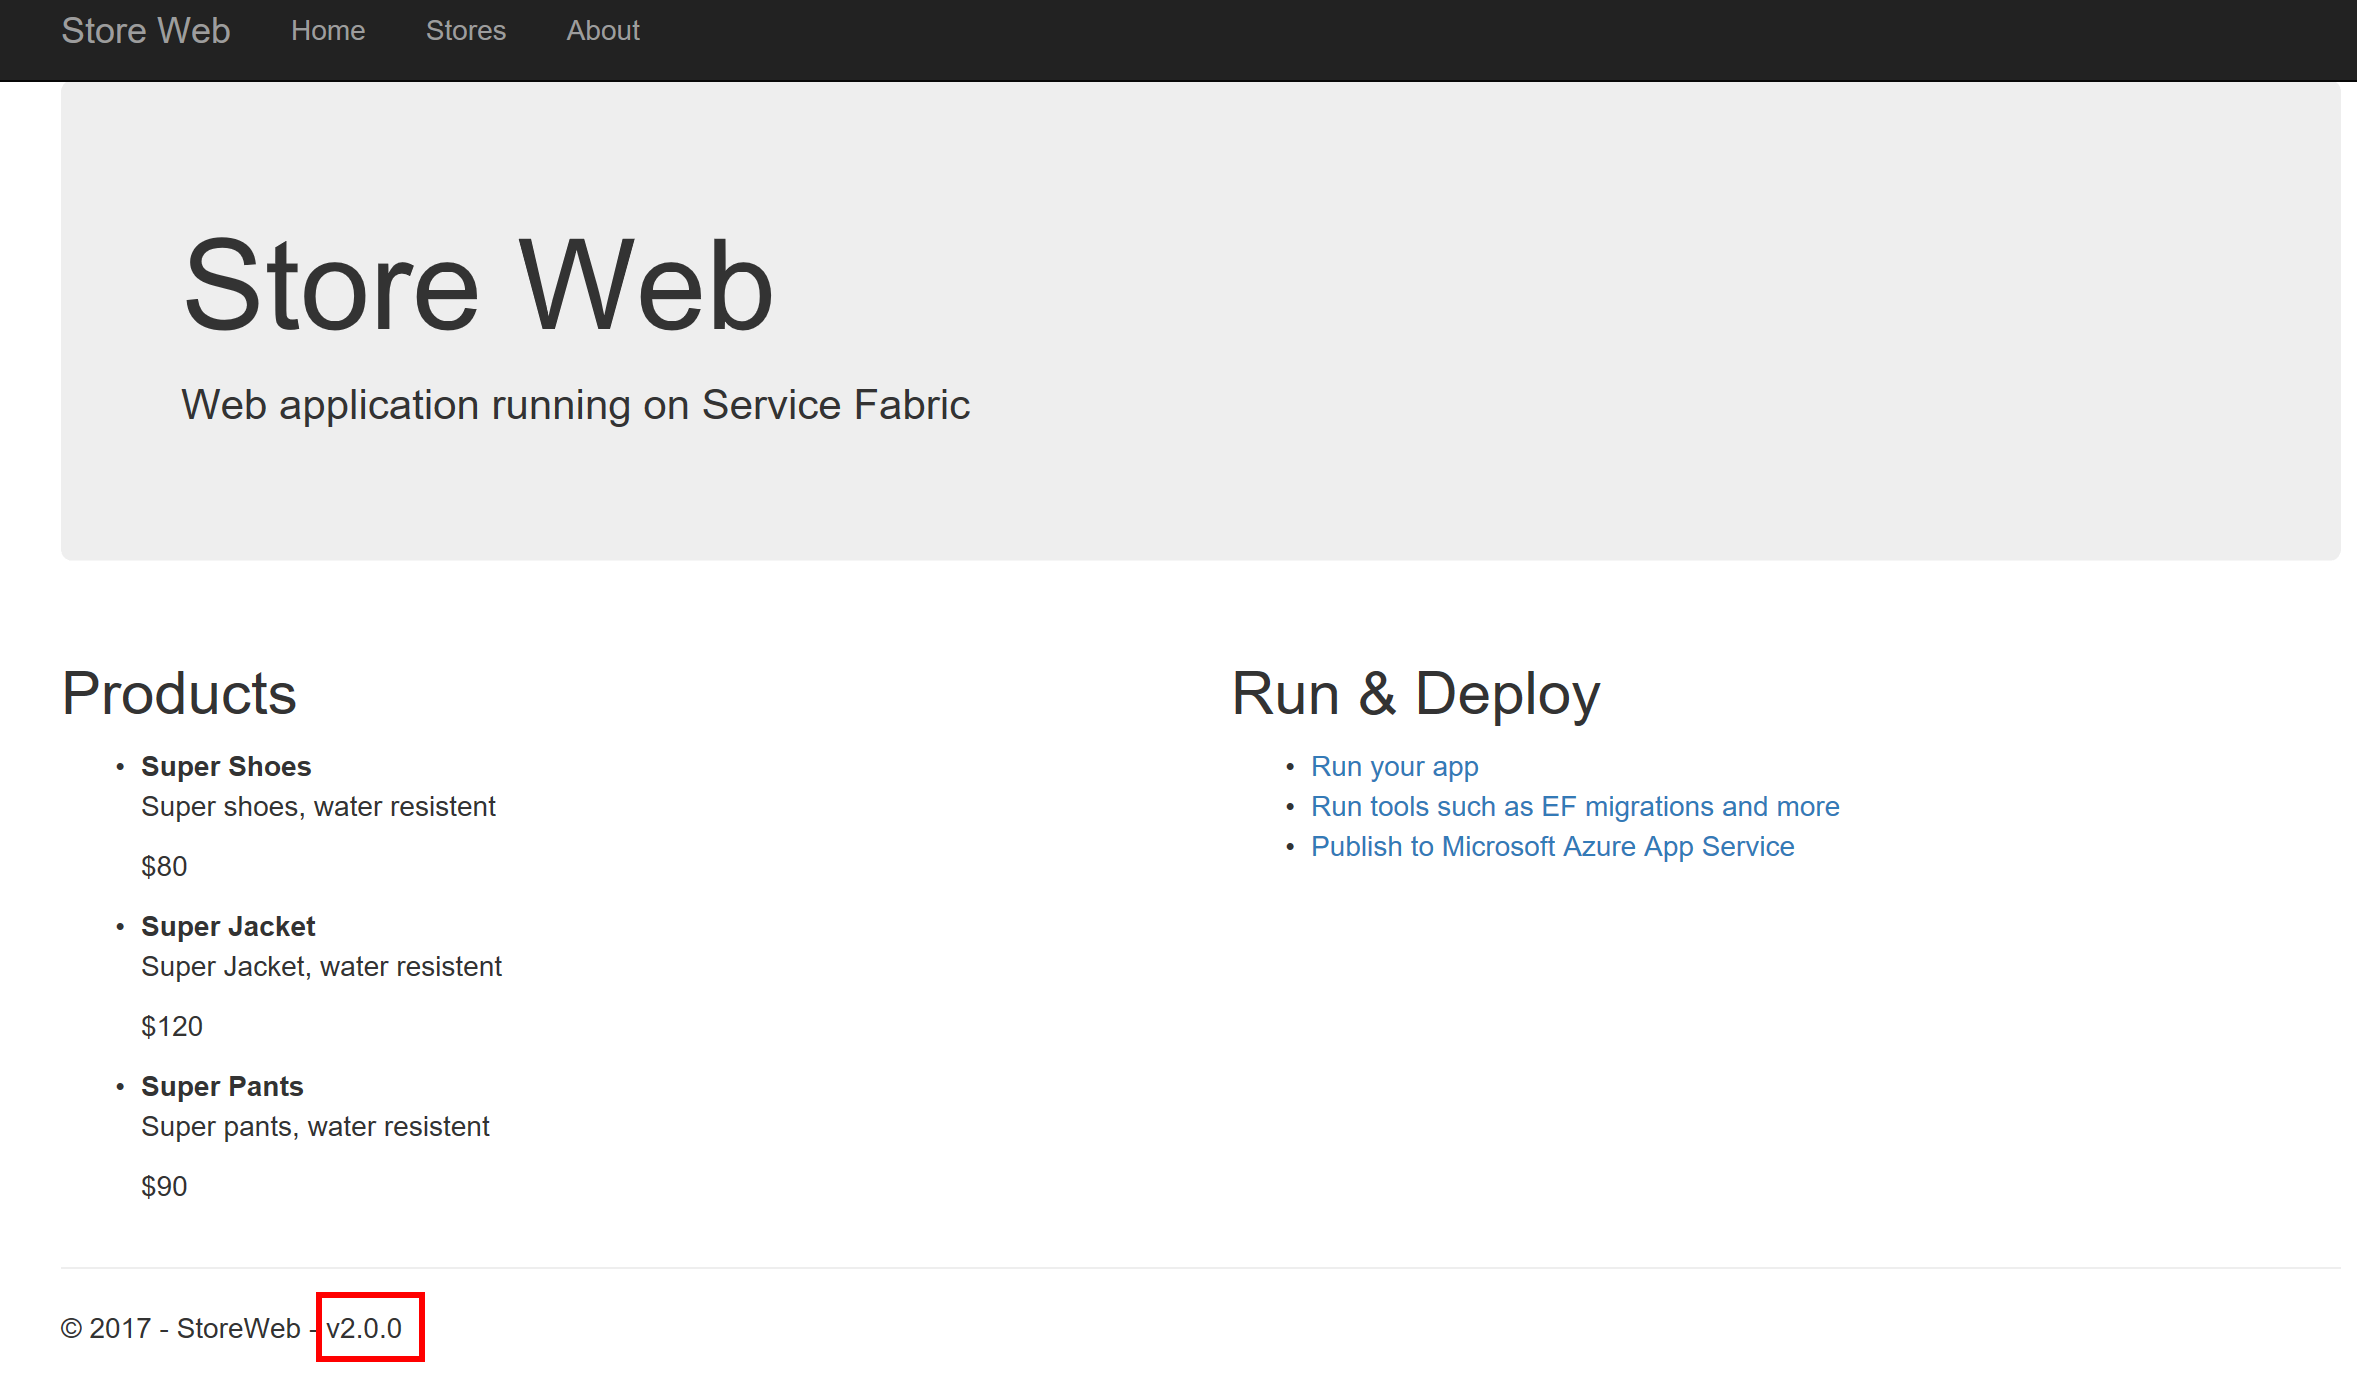 Store Web Home Stores About
Store Web
Web application running on Service Fabric
Products
• Super Shoes
Super shoes, water resistent
$80
• Super Jacket
Super Jacket, water resistent
$120
• Super Pants
Super pants, water resistent
$90
Run & Deploy
• Run your app
• Run tools such as EF migrations and more
• Publish to Microsoft Azure App Service
© 2017 - StoreWeb - v2.0.0